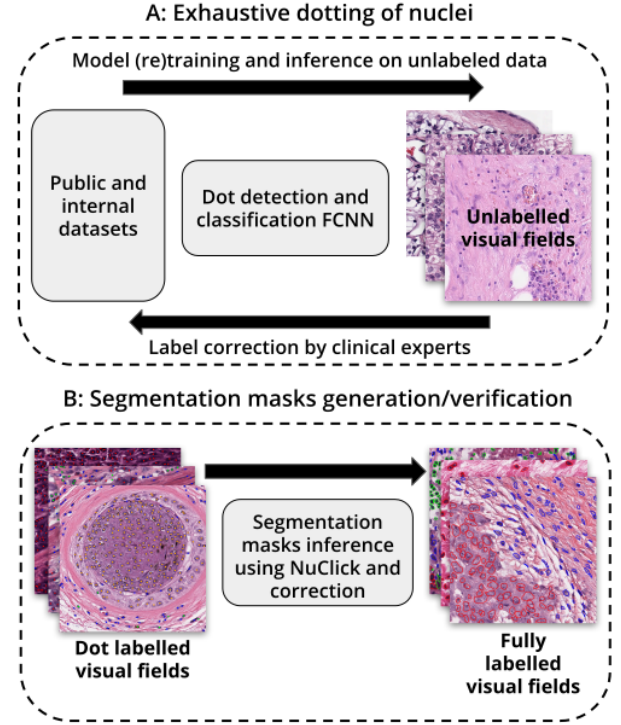 A: Exhaustive dotting of nuclei
Model (re)training and inference on unlabeled data
Public and
internal
datasets
Dot detection and
classification FCNN
Unlabelled
visual fields
Label correction by clinical experts
B: Segmentation masks generation/verification
Segmentation
masks inference
using NuClick and
correction
Dot labelled
visual fields
Fully
labelled
visual fields